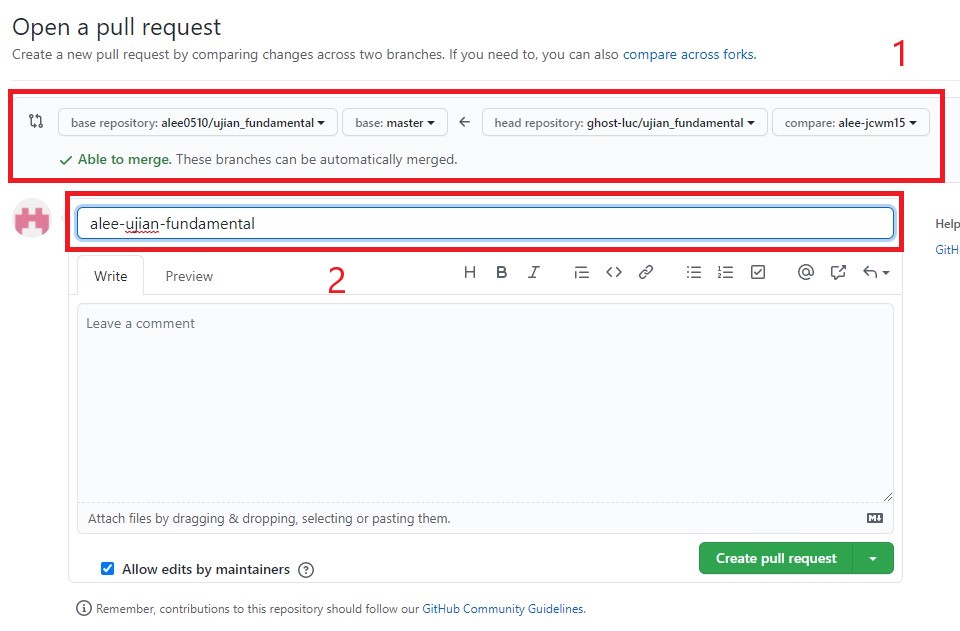 Open a pull request
Create a new pull request by comparing changes across two branches. If you need to, you can also compare across forks.
1
base repository: alee0510/ujian_fundamental base: master head repository: ghost-luc/ujian_fundamental compare: alee-jcwm15
Able to merge. These branches can be automatically merged.
alee-ujian-fundamental
Help
GitH
Write Preview 2 H B I
Leave a comment
Attach files by dragging & dropping, selecting or pasting them.
Allow edits by maintainers ?
Create pull request
Remember, contributions to this repository should follow our GitHub Community Guidelines.